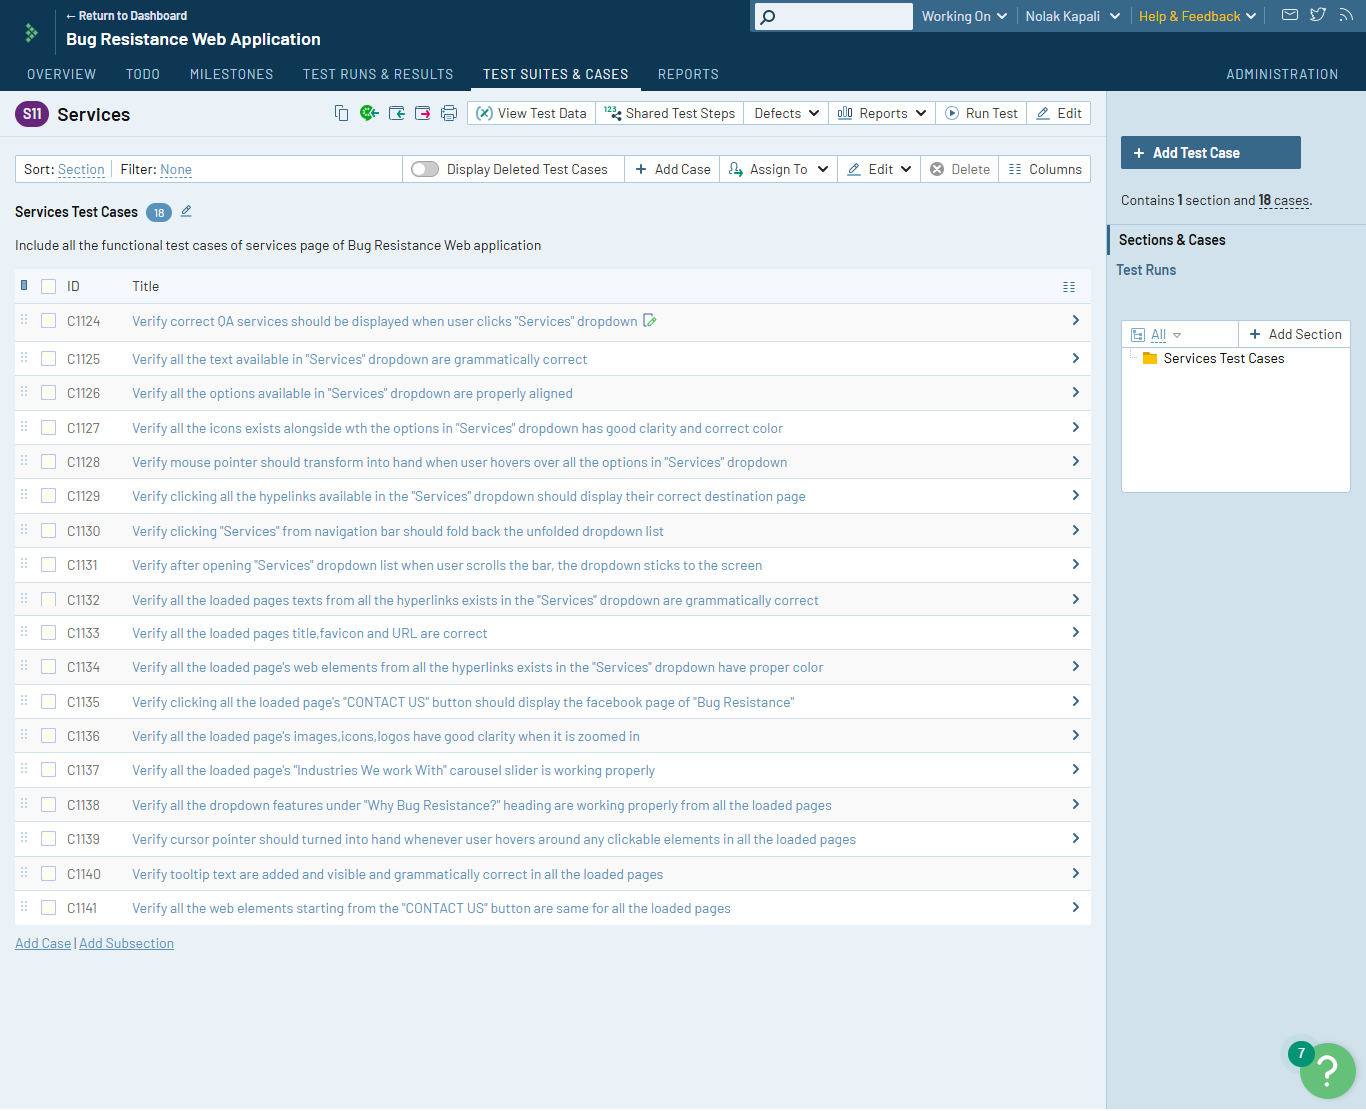 ← Return to Dashboard
Bug Resistance Web Application
Working On
Nolak Kapali
Help & Feedback
OVERVIEW
TODO
MILESTONES
TEST RUNS & RESULTS
TEST SUITES & CASES
REPORTS
ADMINISTRATION
S11 Services
View Test Data
Shared Test Steps
Defects
Reports
Run Test
Edit
Sort: Section
Filter: None
Display Deleted Test Cases
+ Add Case
Assign To
Edit
Delete
Columns
Services Test Cases 18
Include all the functional test cases of services page of Bug Resistance Web application
ID Title
C1124 Verify correct QA services should be displayed when user clicks "Services" dropdown
C1125 Verify all the text available in "Services" dropdown are grammatically correct
C1126 Verify all the options available in "Services" dropdown are properly aligned
C1127 Verify all the icons exists alongside wth the options in "Services" dropdown has good clarity and correct color
C1128 Verify mouse pointer should transform into hand when user hovers over all the options in "Services" dropdown
C1129 Verify clicking all the hypelinks available in the "Services" dropdown should display their correct destination page
C1130 Verify clicking "Services" from navigation bar should fold back the unfolded dropdown list
C1131 Verify after opening "Services" dropdown list when user scrolls the bar, the dropdown sticks to the screen
C1132 Verify all the loaded pages texts from all the hyperlinks exists in the "Services" dropdown are grammatically correct
C1133 Verify all the loaded pages title,favicon and URL are correct
C1134 Verify all the loaded page's web elements from all the hyperlinks exists in the "Services" dropdown have proper color
C1135 Verify clicking all the loaded page's "CONTACT US" button should display the facebook page of "Bug Resistance"
C1136 Verify all the loaded page's images,icons,logos have good clarity when it is zoomed in
C1137 Verify all the loaded page's "Industries We work With" carousel slider is working properly
C1138 Verify all the dropdown features under "Why Bug Resistance?" heading are working properly from all the loaded pages
C1139 Verify cursor pointer should turned into hand whenever user hovers around any clickable elements in all the loaded pages
C1140 Verify tooltip text are added and visible and grammatically correct in all the loaded pages
C1141 Verify all the web elements starting from the "CONTACT US" button are same for all the loaded pages
Add Case | Add Subsection
+ Add Test Case
Contains 1 section and 18 cases.
Sections & Cases
Test Runs
All
+ Add Section
Services Test Cases
7
?